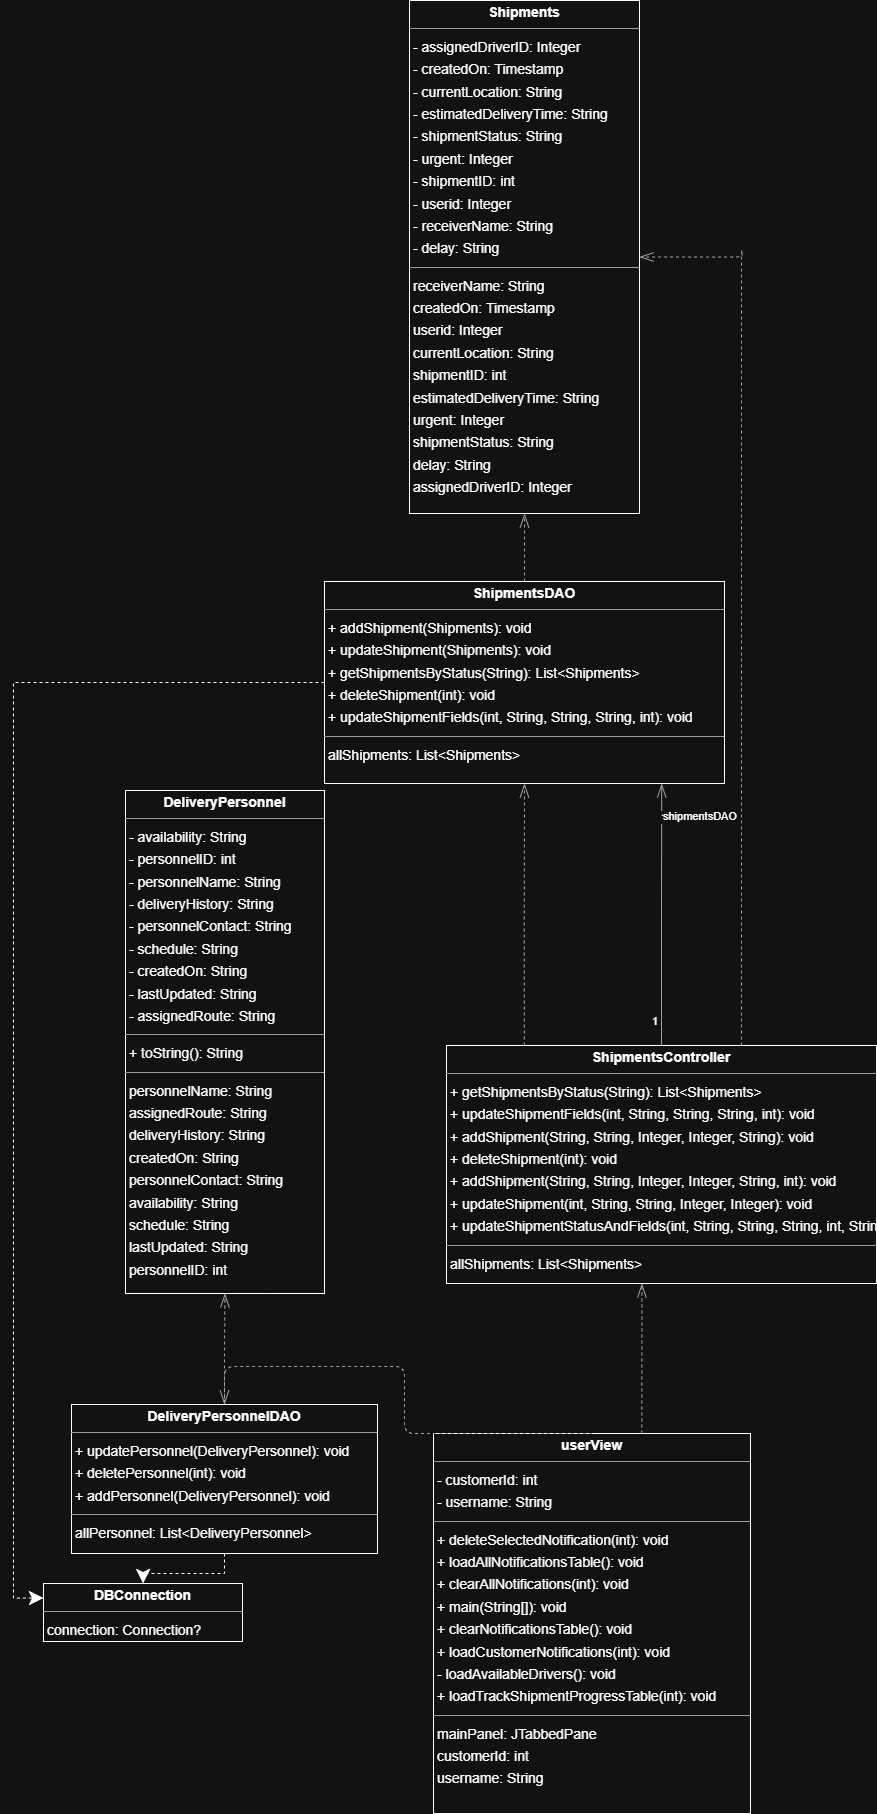 Shipments
- assignedDriverID: Integer
- createdOn: Timestamp
- currentLocation: String
- estimatedDeliveryTime: String
- shipmentStatus: String
- urgent: Integer
- shipmentID: int
- userid: Integer
- receiverName: String
- delay: String
receiverName: String
createdOn: Timestamp
userid: Integer
currentLocation: String
shipmentID: int
estimatedDeliveryTime: String
urgent: Integer
shipmentStatus: String
delay: String
assignedDriverID: Integer
ShipmentsDAO
+ addShipment(Shipments): void
+ updateShipment(Shipments): void
+ getShipmentsByStatus(String): List<Shipments>
+ deleteShipment(int): void
+ updateShipmentFields(int, String, String, String, int): void
allShipments: List<Shipments>
DeliveryPersonnel
- availability: String
- personnelID: int
- personnelName: String
- deliveryHistory: String
- personnelContact: String
- schedule: String
- createdOn: String
- lastUpdated: String
- assignedRoute: String
+ toString(): String
personnelName: String
assignedRoute: String
deliveryHistory: String
createdOn: String
personnelContact: String
availability: String
schedule: String
lastUpdated: String
personnelID: int
shipmentsDAO
1
ShipmentsController
+ getShipmentsByStatus(String): List<Shipments>
+ updateShipmentFields(int, String, String, String, int): void
+ addShipment(String, String, Integer, Integer, String): void
+ deleteShipment(int): void
+ addShipment(String, String, Integer, Integer, String, int): void
+ updateShipment(int, String, String, Integer, Integer): void
+ updateShipmentStatusAndFields(int, String, String, String, int, Strin
allShipments: List<Shipments>
DeliveryPersonnelDAO
+ updatePersonnel(DeliveryPersonnel): void
+ deletePersonnel(int): void
+ addPersonnel(DeliveryPersonnel): void
allPersonnel: List<DeliveryPersonnel>
DBConnection
connection: Connection?
userView
- customerId: int
- username: String
+ deleteSelectedNotification(int): void
+ loadAllNotificationsTable(): void
+ clearAllNotifications(int): void
+ main(String[]): void
+ clearNotificationsTable(): void
+ loadCustomerNotifications(int): void
- loadAvailableDrivers(): void
+ loadTrackShipmentProgressTable(int): void
mainPanel: JTabbedPane
customerId: int
username: String